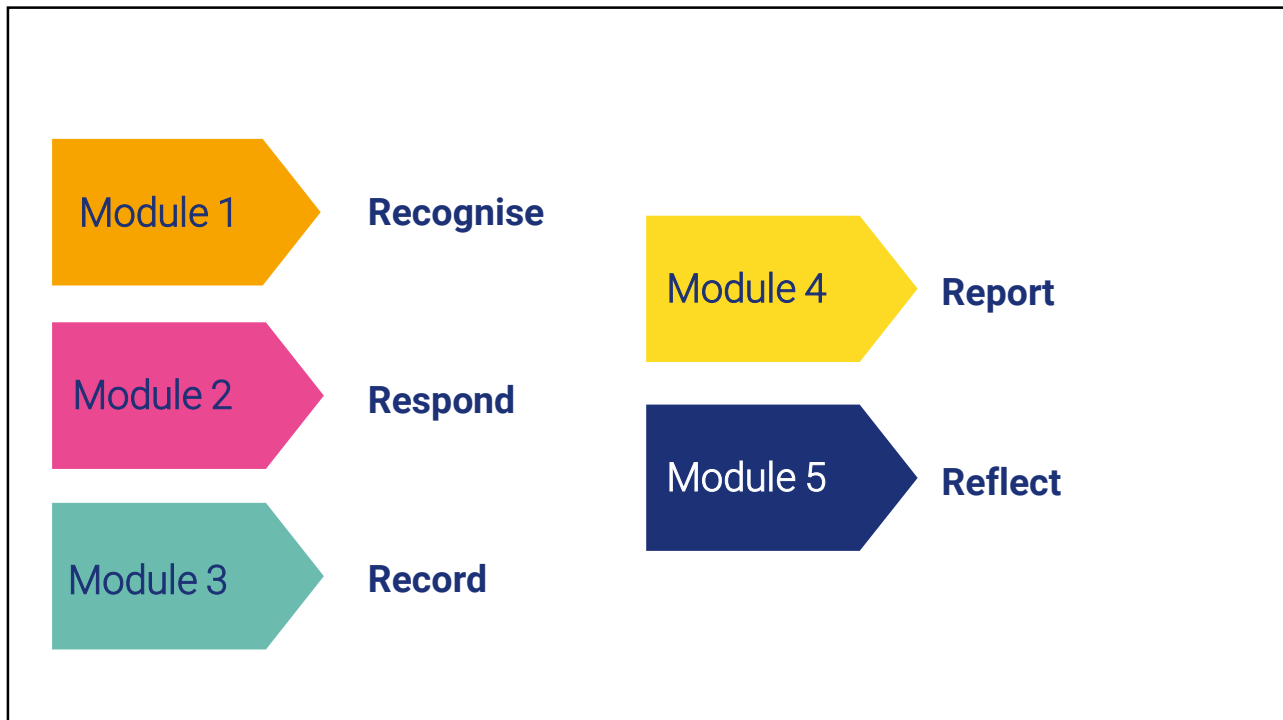 Module 1
Recognise
Module 2
Respond
Module 3
Record
Module 4
Report
Module 5
Reflect